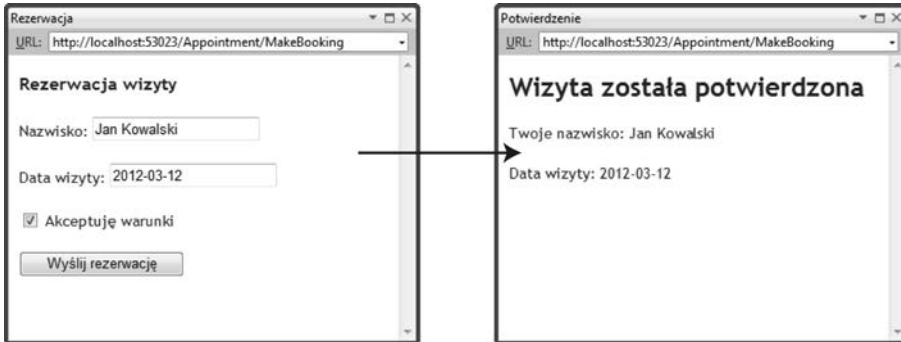 Rezerwacja
URL: http://localhost:53023/Appointment/MakeBooking
Rezerwacja wizyty
Nazwisko: Jan Kowalski
Data wizyty: 2012-03-12
Akceptuję warunki
Wyślij rezerwację
Potwierdzenie
URL: http://localhost:53023/Appointment/MakeBooking
Wizyta została potwierdzona
Twoje nazwisko: Jan Kowalski
Data wizyty: 2012-03-12